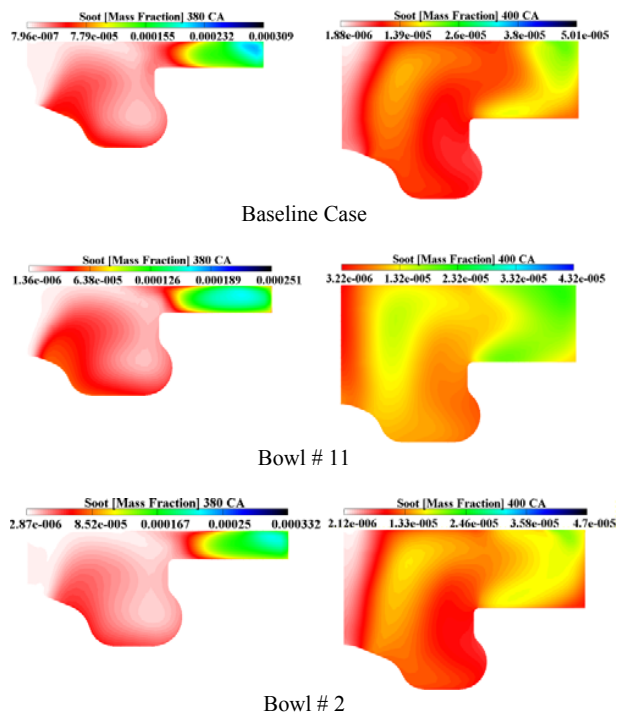 Soot [Mass Fraction] 380 CA
7.96e-007 7.79e-005 0.000155 0.000232 0.000309
Soot [Mass Fraction] 400 CA
1.88e-006 1.39e-005 2.6e-005 3.8e-005 5.01e-005
Baseline Case
Soot [Mass Fraction] 380 CA
1.36e-006 6.38e-005 0.000126 0.000189 0.000251
Soot [Mass Fraction] 400 CA
3.22e-006 1.32e-005 2.32e-005 3.32e-005 4.32e-005
Bowl # 11
Soot [Mass Fraction] 380 CA
2.87e-006 8.52e-005 0.000167 0.00025 0.000332
Soot [Mass Fraction] 400 CA
2.12e-006 1.33e-005 2.46e-005 3.58e-005 4.7e-005
Bowl # 2